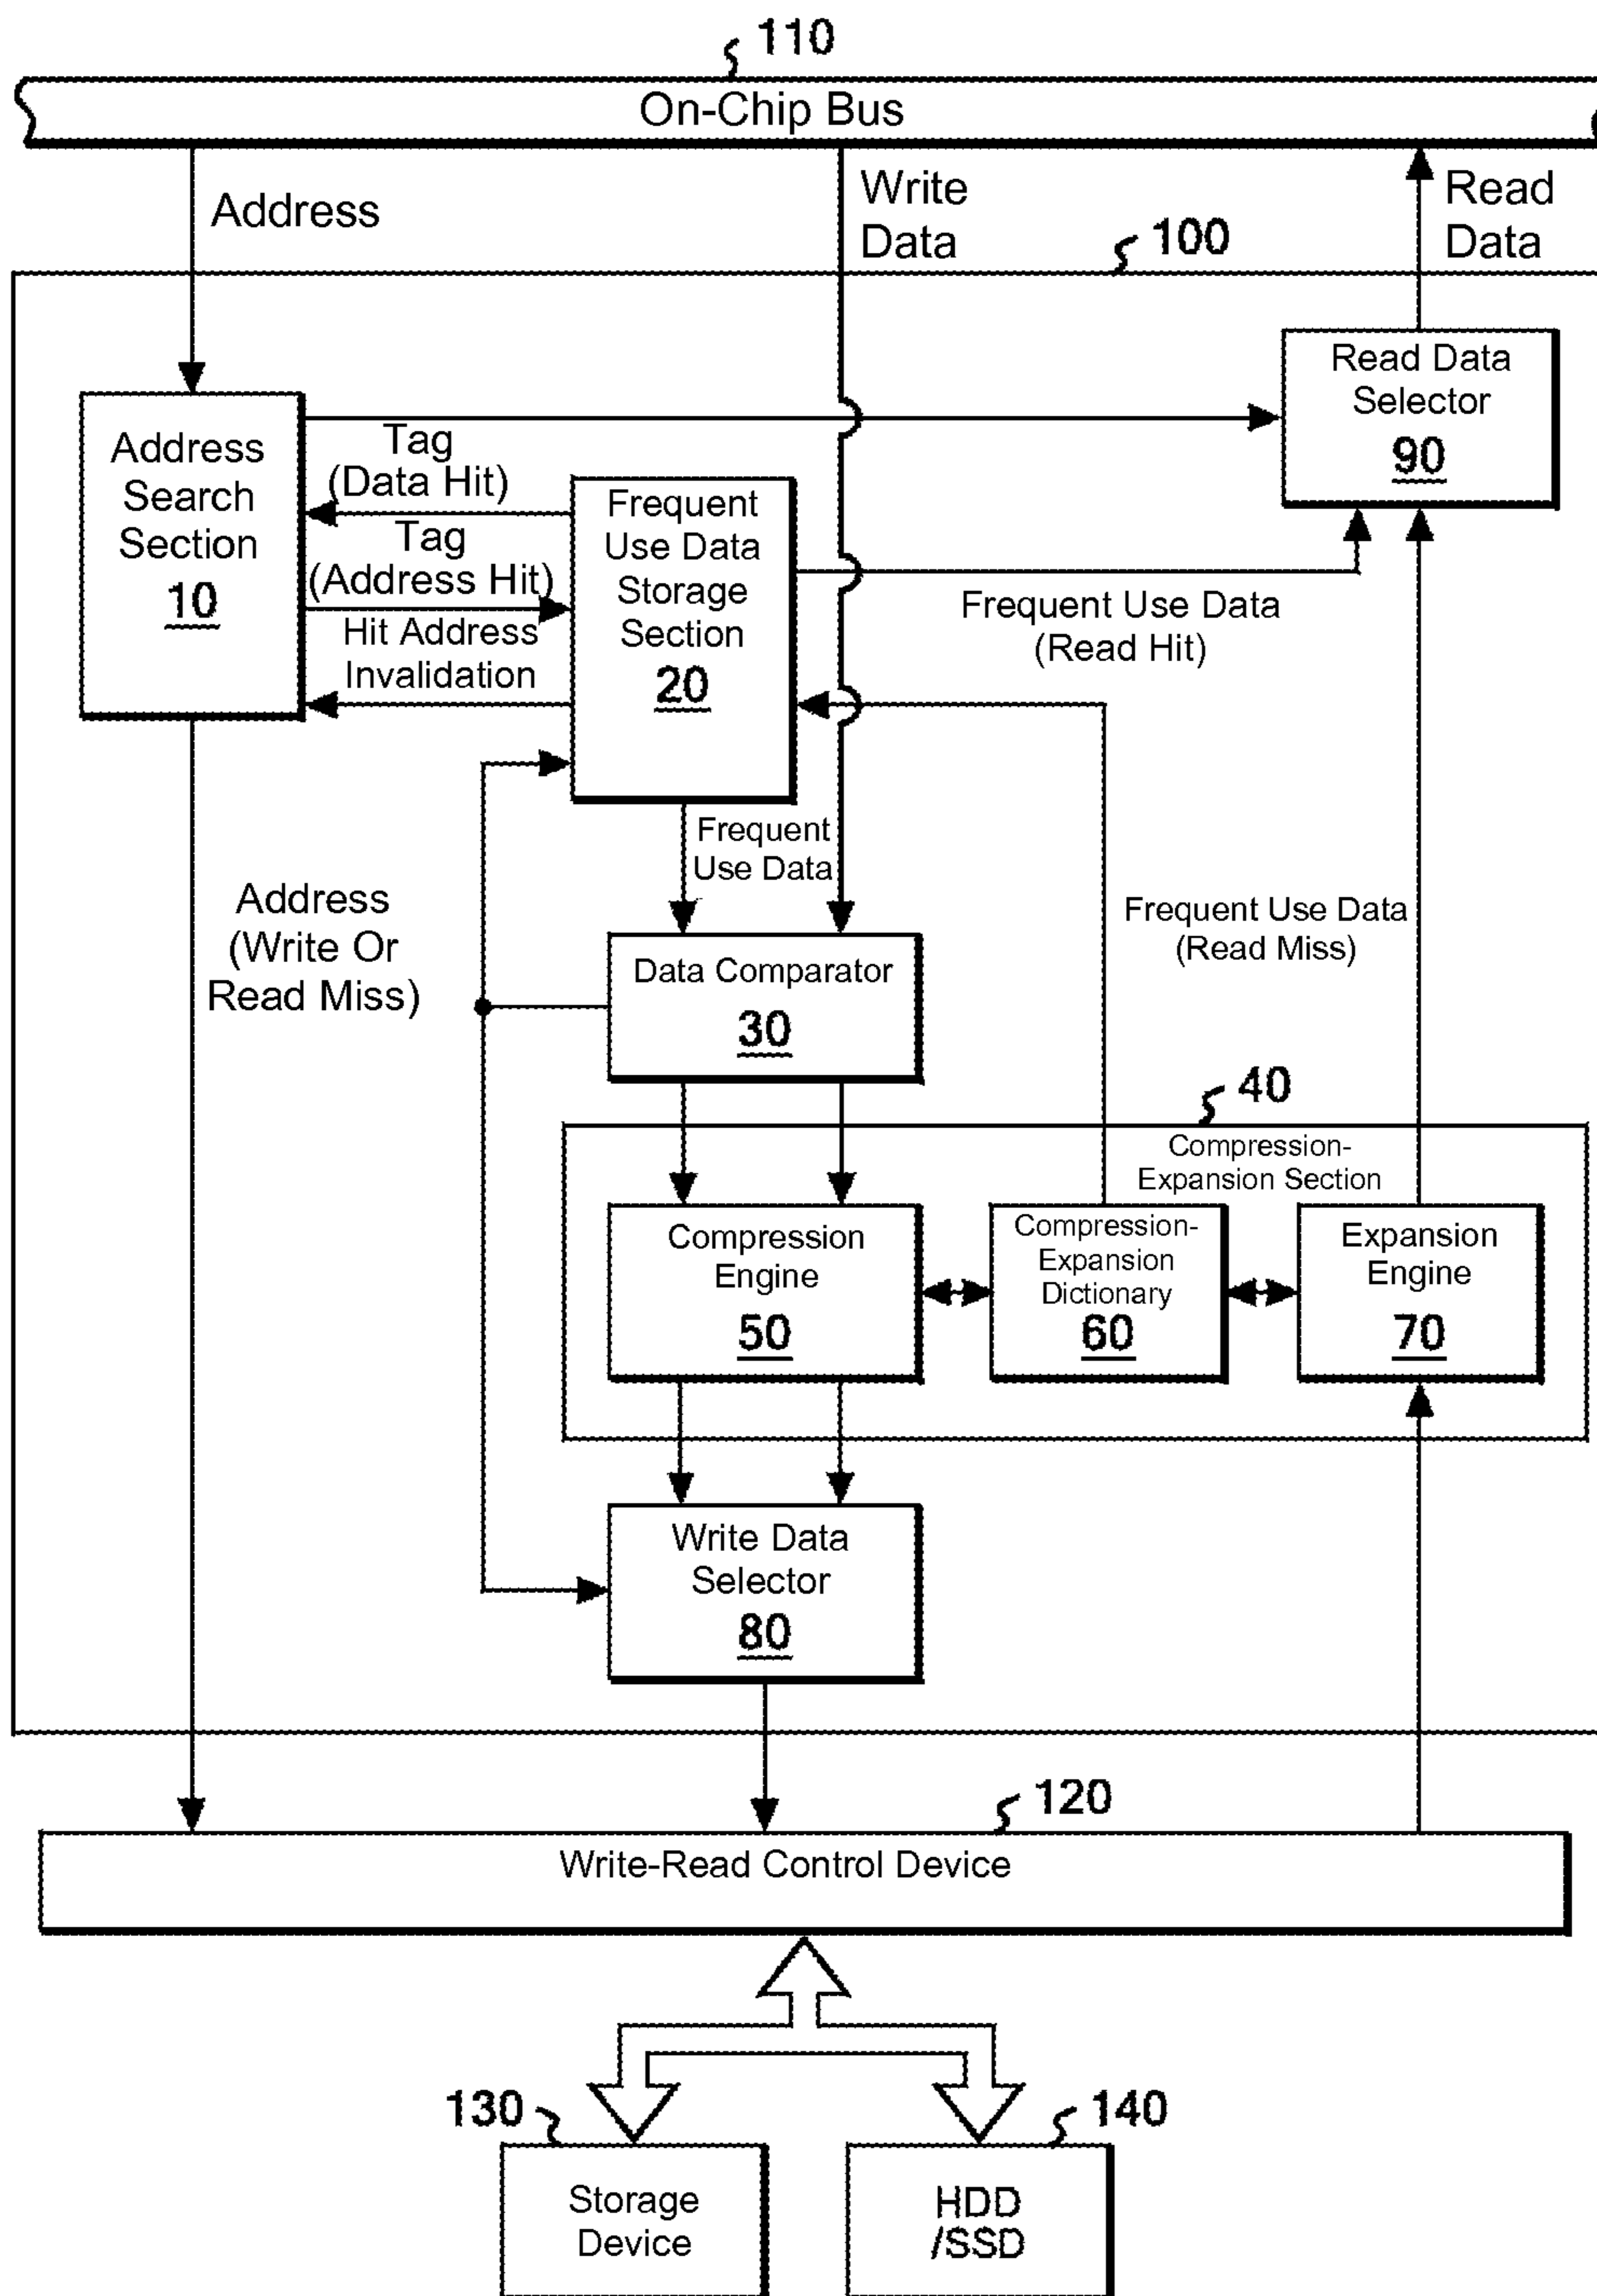 110
On-Chip Bus
Address
Write
Data
Read
Data
100
Read Data
Selector
90
Address
Search
Section
10
Tag
(Data Hit)
Tag
(Address Hit)
Hit Address
Invalidation
Frequent
Use Data
Storage
Section
20
Frequent Use Data
(Read Hit)
Frequent
Use Data
Address
(Write Or
Read Miss)
Frequent Use Data
(Read Miss)
Data Comparator
30
40
Compression-
Expansion Section
Compression
Engine
50
Compression-
Expansion
Dictionary
60
Expansion
Engine
70
Write Data
Selector
80
120
Write-Read Control Device
130
140
Storage
Device
HDD
/SSD